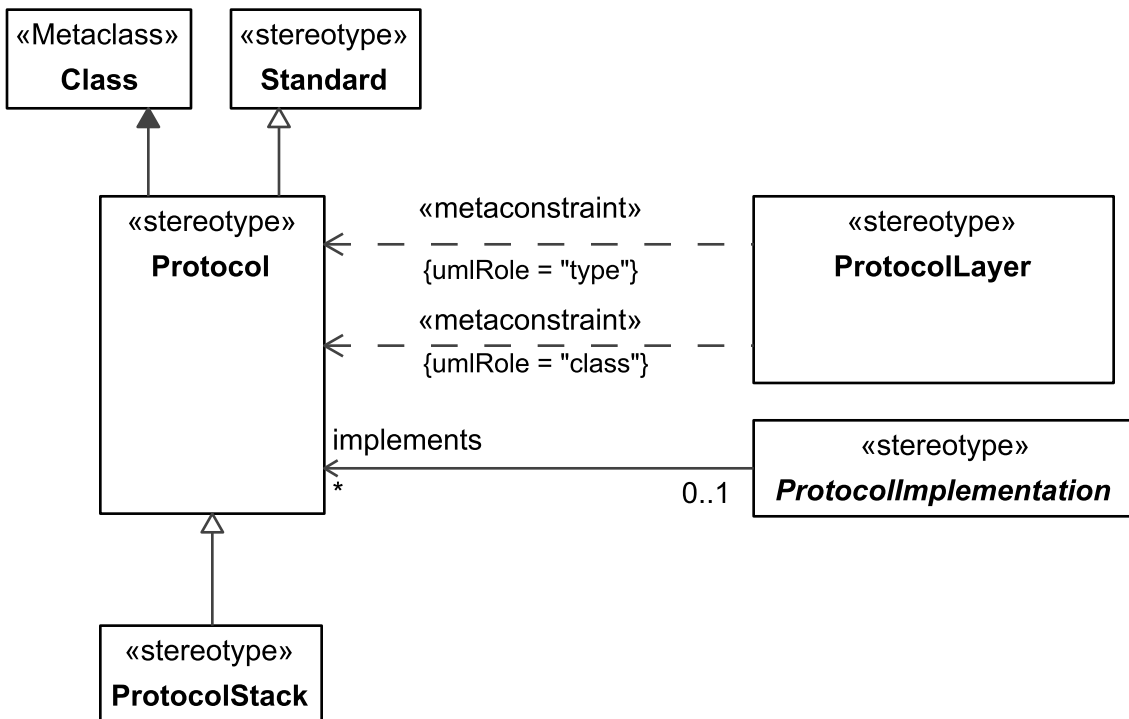 «Metaclass»
Class
«stereotype»
Standard
«stereotype»
Protocol
«metaconstraint»
{umlRole = "type"}
«metaconstraint»
{umlRole = "class"}
«stereotype»
ProtocolLayer
implements
*
0..1
«stereotype»
ProtocolImplementation
«stereotype»
ProtocolStack